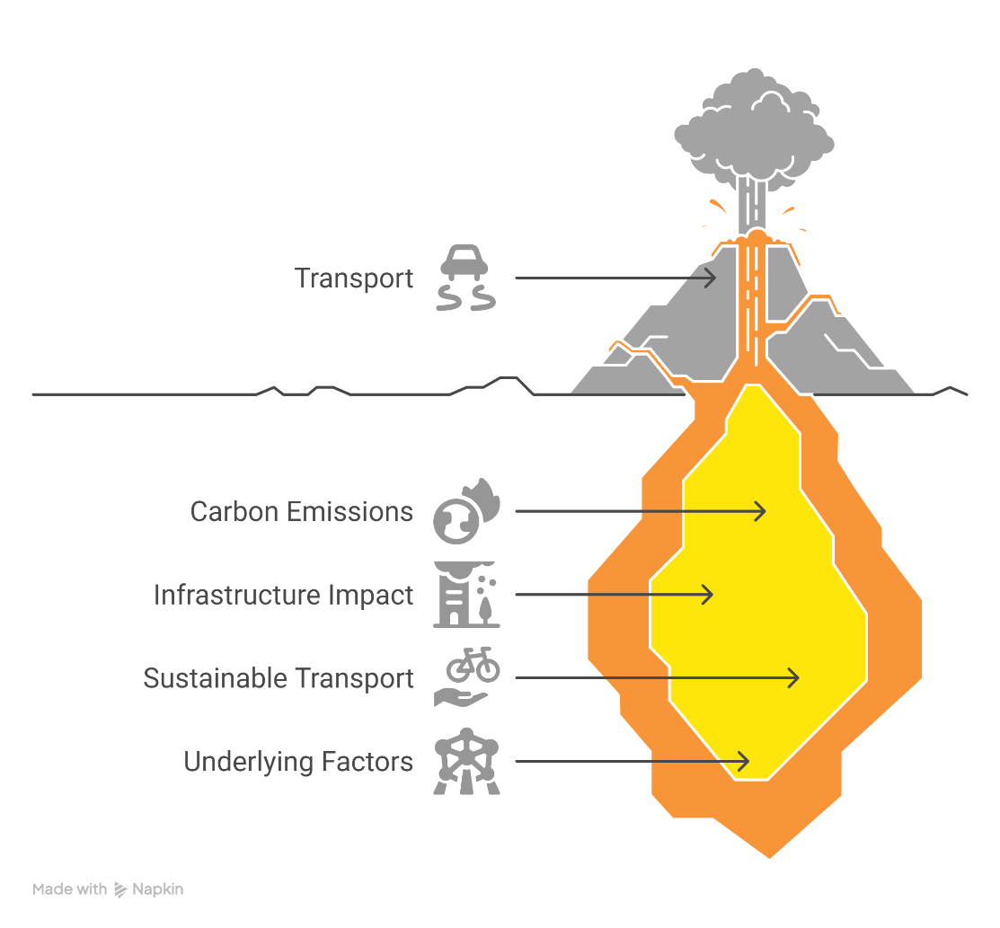 Transport
Carbon Emissions
Infrastructure Impact
Sustainable Transport
Underlying Factors
Made with Napkin